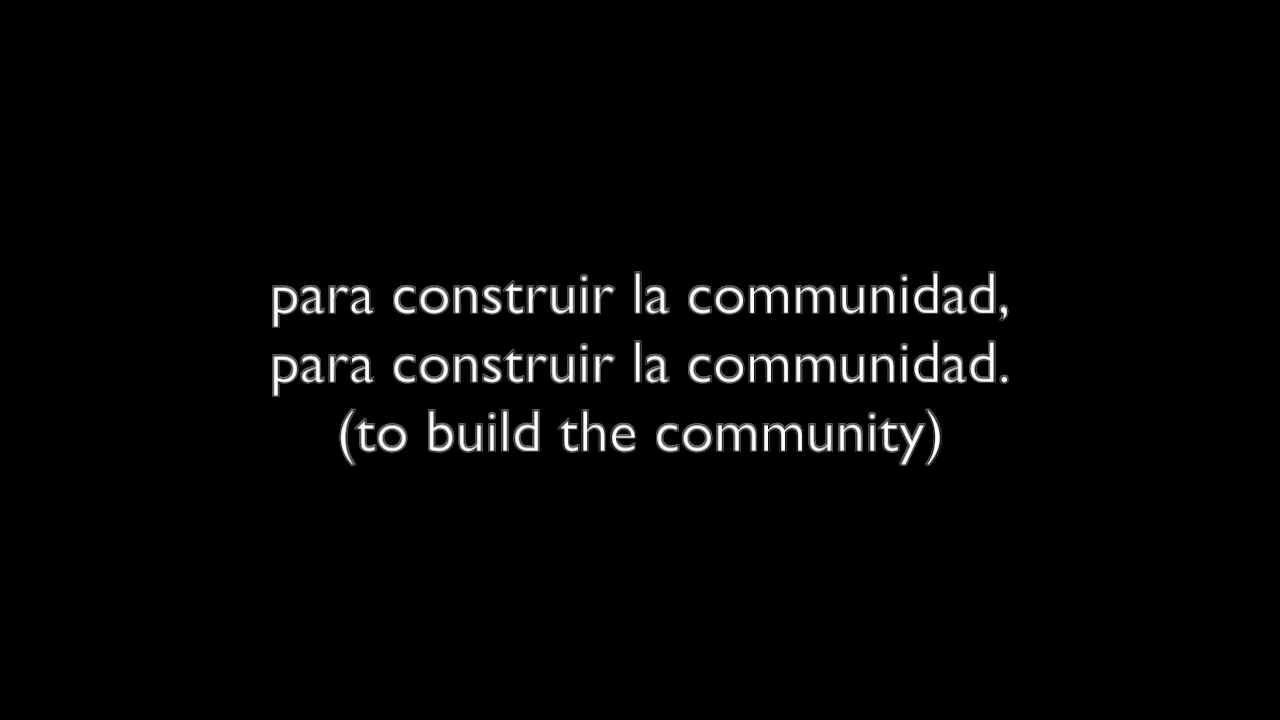 para construir la communidad,
para construir la communidad.
(to build the community)